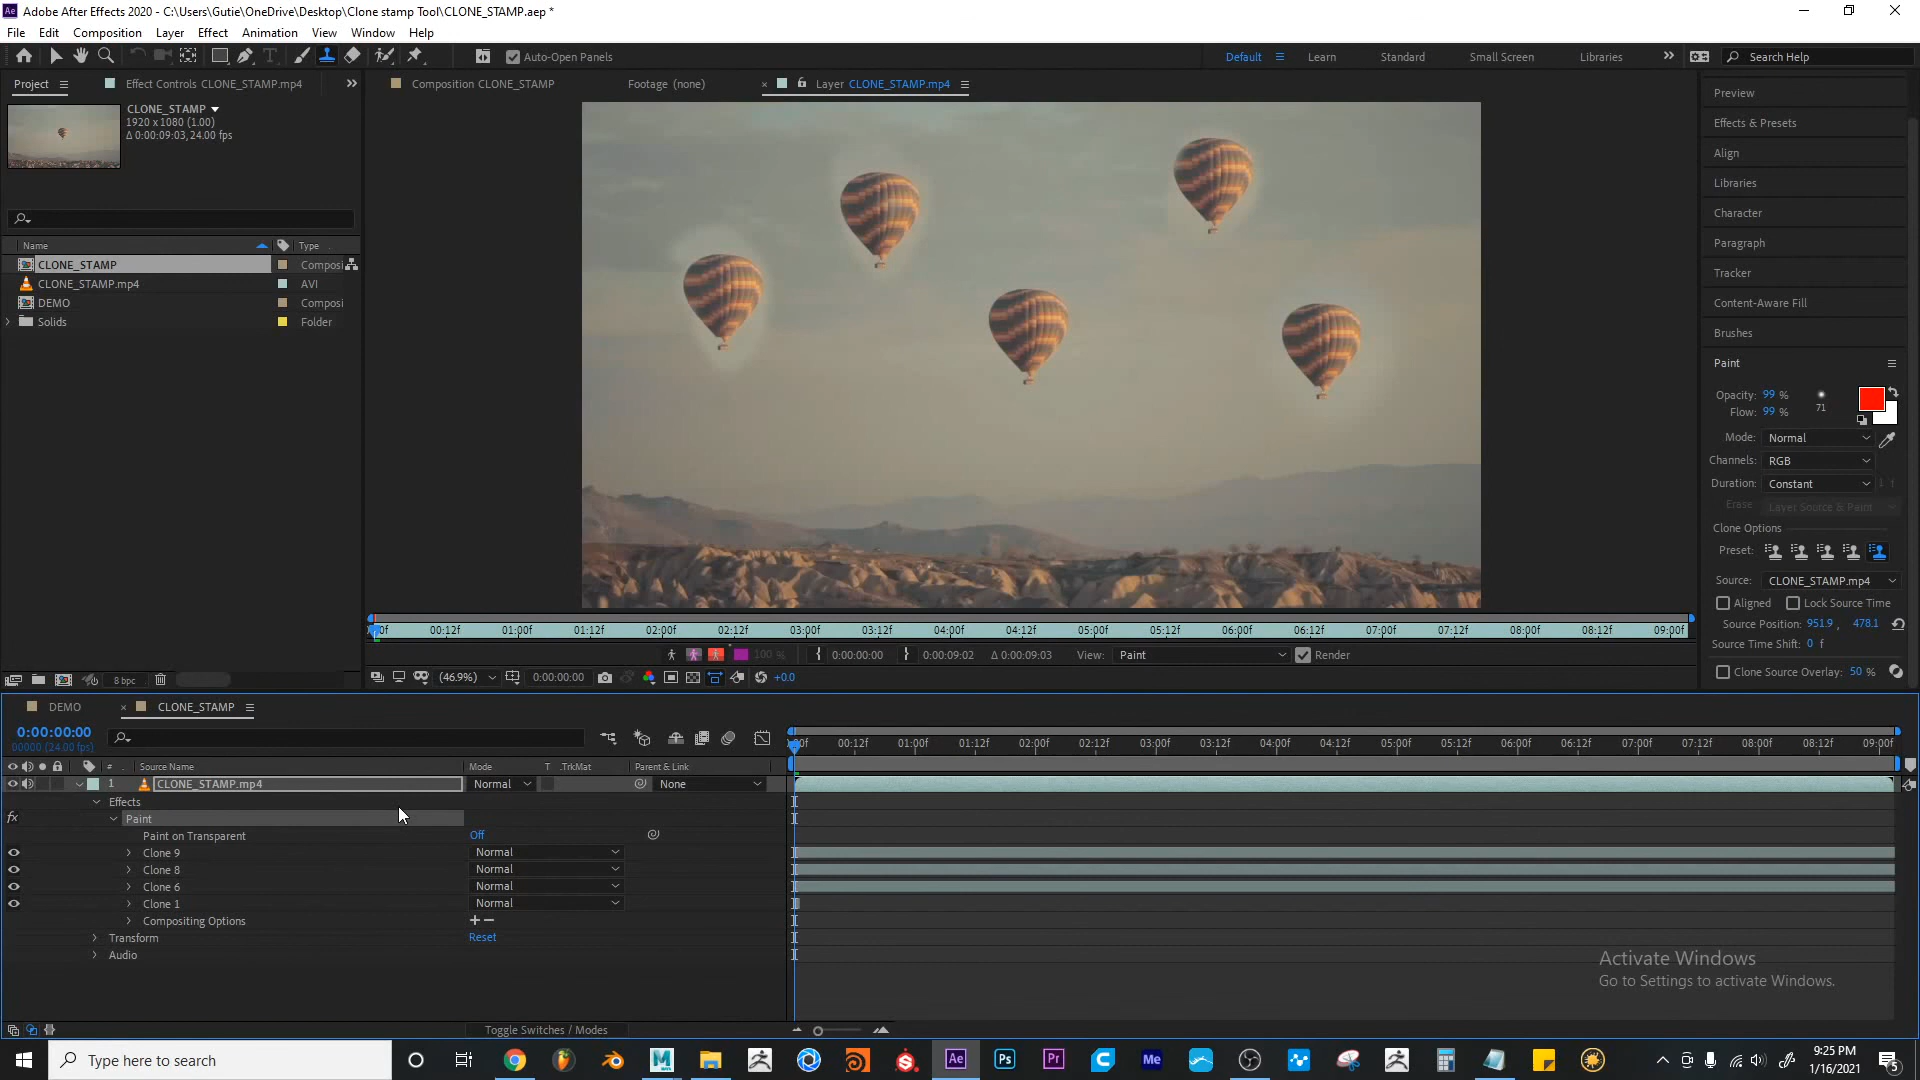 Ae Adobe After Effects 2020 - C:\Users\Gutie\OneDrive\Desktop\Clone stamp Tool\CLONE_STAMP.aep *
File Edit Composition Layer Effect Animation View Window Help
Auto-Open Panels Default Learn Standard Small Screen Libraries Search Help
Project Effect Controls CLONE_STAMP.mp4 Composition CLONE_STAMP Footage (none) Layer CLONE_STAMP.mp4
CLONE_STAMP
1920 x 1080 (1.00)
Δ 0:00:09:03, 24.00 fps
Name Type
CLONE_STAMP Composi
CLONE_STAMP.mp4 AVI
DEMO Composi
Solids Folder
8 bpc
00:12f 01:00f 01:12f 02:00f 02:12f 03:00f 03:12f 04:00f 04:12f 05:00f 05:12f 06:00f 06:12f 07:00f 07:12f 08:00f 08:12f 09:00f
100 % 0:00:00:00 0:00:09:02 Δ 0:00:09:03 View: Paint Render
(46.9%) 0:00:00:00 +0.0
Preview
Effects & Presets
Align
Libraries
Character
Paragraph
Tracker
Content-Aware Fill
Brushes
Paint
Opacity: 99 %
Flow: 99 % 71
Mode: Normal
Channels: RGB
Duration: Constant
Erase: Layer Source & Paint
Clone Options
Preset:
Source: CLONE_STAMP.mp4
Aligned Lock Source Time
Source Position: 951.9 , 478.1
Source Time Shift: 0 f
Clone Source Overlay: 50 %
DEMO CLONE_STAMP
0:00:00:00
00000 (24.00 fps)
00:12f 01:00f 01:12f 02:00f 02:12f 03:00f 03:12f 04:00f 04:12f 05:00f 05:12f 06:00f 06:12f 07:00f 07:12f 08:00f 08:12f 09:00f
# Source Name Mode T .TrkMat Parent & Link
1 CLONE_STAMP.mp4 Normal None
Effects
fx Paint
Paint on Transparent Off
Clone 9 Normal
Clone 8 Normal
Clone 6 Normal
Clone 1 Normal
Compositing Options + −
Transform Reset
Audio
Toggle Switches / Modes
Activate Windows
Go to Settings to activate Windows.
Type here to search
Ae Ps Pr Me
9:25 PM
1/16/2021
5